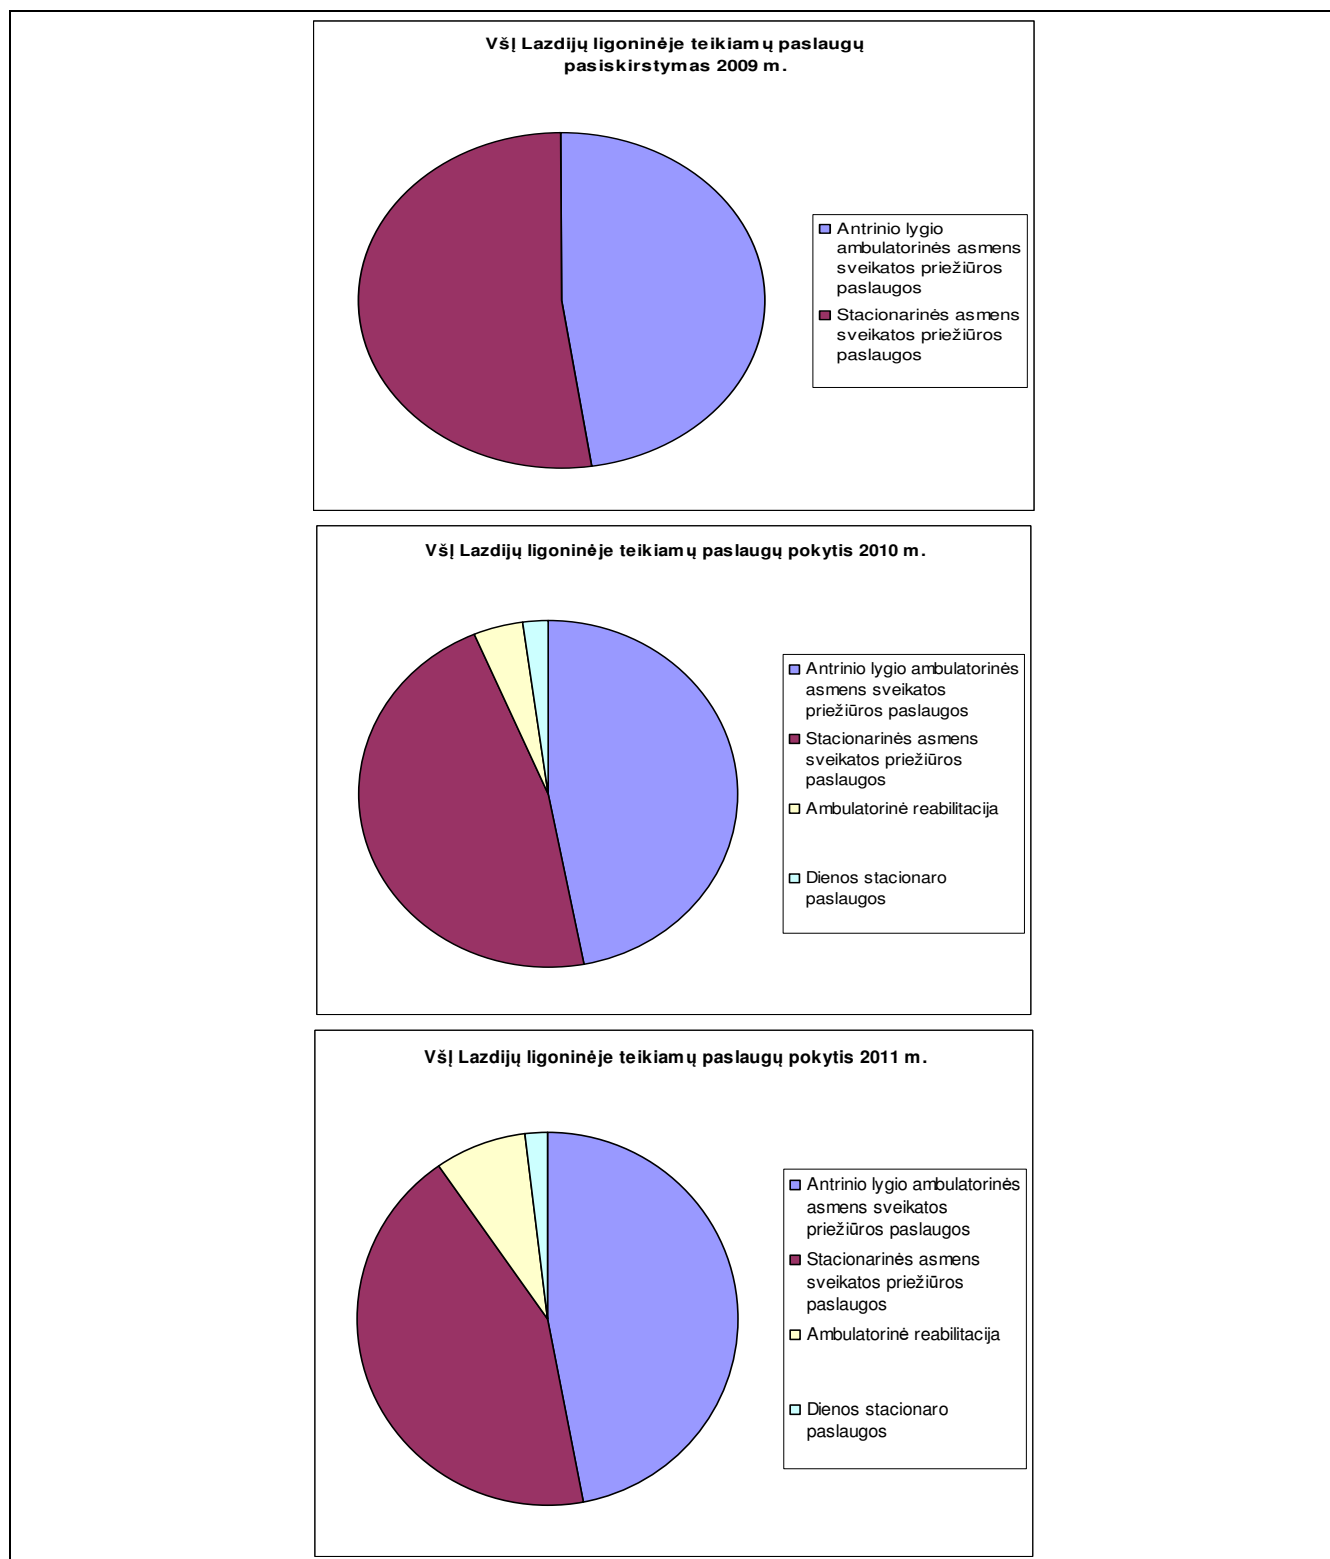 VšĮ Lazdijų ligoninėje teikiamų paslaugų
pasiskirstymas 2009 m.
Antrinio lygio
ambulatorinės asmens
sveikatos priežiūros
paslaugos
Stacionarinės asmens
sveikatos priežiūros
paslaugos
VšĮ Lazdijų ligoninėje teikiamų paslaugų pokytis 2010 m.
Antrinio lygio ambulatorinės
asmens sveikatos
priežiūros paslaugos
Stacionarinės asmens
sveikatos priežiūros
paslaugos
Ambulatorinė reabilitacija
Dienos stacionaro
paslaugos
VšĮ Lazdijų ligoninėje teikiamų paslaugų pokytis 2011 m.
Antrinio lygio ambulatorinės
asmens sveikatos
priežiūros paslaugos
Stacionarinės asmens
sveikatos priežiūros
paslaugos
Ambulatorinė reabilitacija
Dienos stacionaro
paslaugos